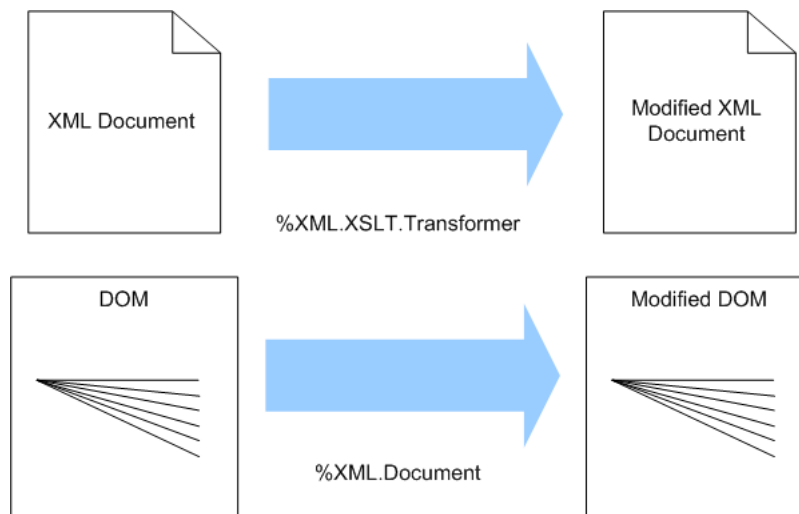 XML Document
Modified XML
Document
%XML.XSLT.Transformer
DOM
Modified DOM
%XML.Document